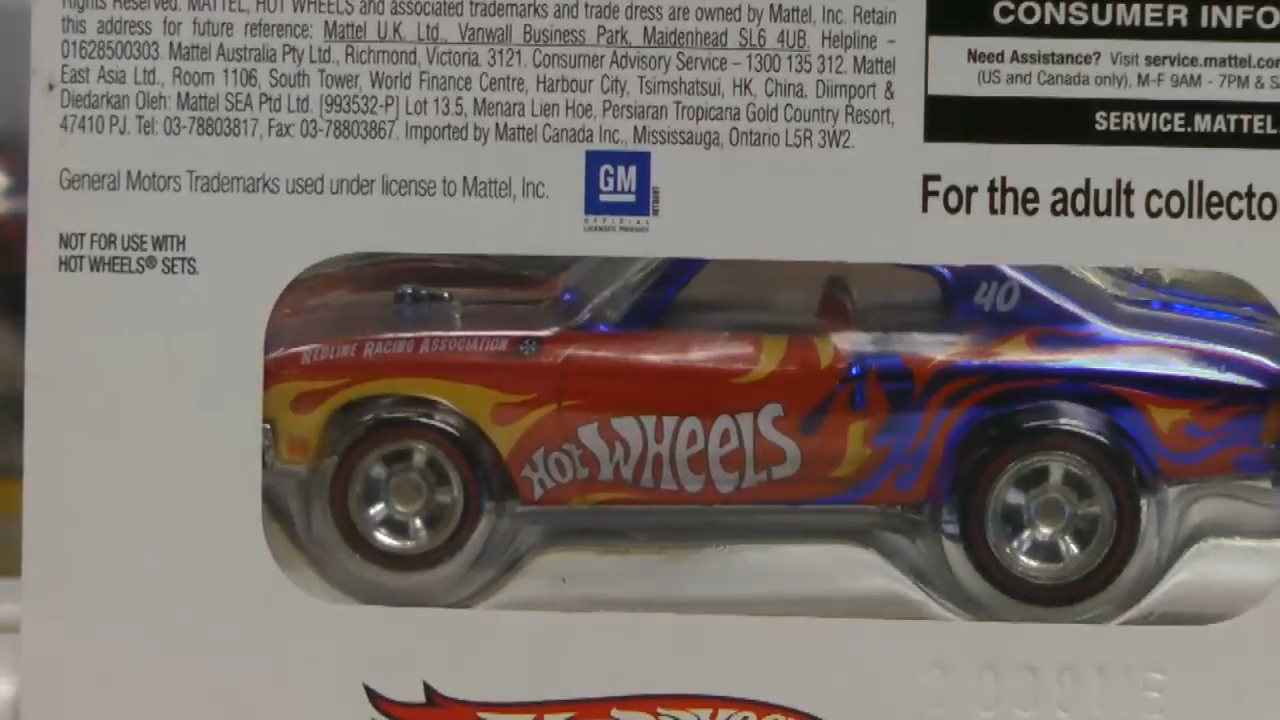 Rights Reserved. MATTEL, HOT WHEELS and associated trademarks and trade dress are owned by Mattel, Inc. Retain
this address for future reference: Mattel U.K. Ltd., Vanwall Business Park, Maidenhead SL6 4UB. Helpline –
01628500303. Mattel Australia Pty Ltd., Richmond, Victoria. 3121. Consumer Advisory Service – 1300 135 312. Mattel
East Asia Ltd., Room 1106, South Tower, World Finance Centre, Harbour City, Tsimshatsui, HK, China. Diimport &
Diedarkan Oleh: Mattel SEA Ptd Ltd. [993532-P] Lot 13.5, Menara Lien Hoe, Persiaran Tropicana Gold Country Resort,
47410 PJ. Tel: 03-78803817, Fax: 03-78803867. Imported by Mattel Canada Inc., Mississauga, Ontario L5R 3W2.
CONSUMER INFO
Need Assistance? Visit service.mattel.co
(US and Canada only), M-F 9AM - 7PM & S
SERVICE.MATTEL
General Motors Trademarks used under license to Mattel, Inc.
GM
OFFICIAL
LICENSED PRODUCT
For the adult collecto
NOT FOR USE WITH
HOT WHEELS® SETS.
40
REDLINE RACING ASSOCIATION
Hot WHEELS